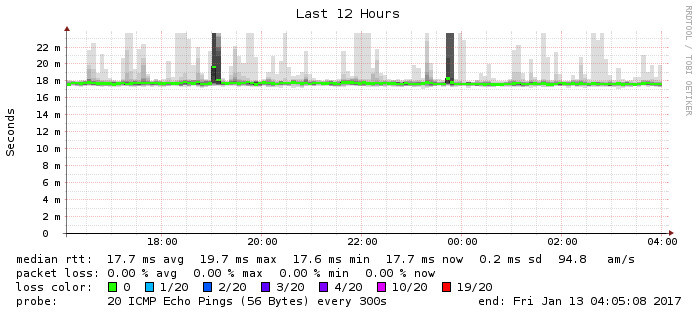 Last 12 Hours
RRDTOOL / TOBI OETIKER
Seconds
22 m
20 m
18 m
16 m
14 m
12 m
10 m
8 m
6 m
4 m
2 m
0
18:00 20:00 22:00 00:00 02:00 04:00
median rtt: 17.7 ms avg 19.7 ms max 17.6 ms min 17.7 ms now 0.2 ms sd 94.8 am/s
packet loss: 0.00 % avg 0.00 % max 0.00 % min 0.00 % now
loss color: 0 1/20 2/20 3/20 4/20 10/20 19/20
probe: 20 ICMP Echo Pings (56 Bytes) every 300s end: Fri Jan 13 04:05:08 2017